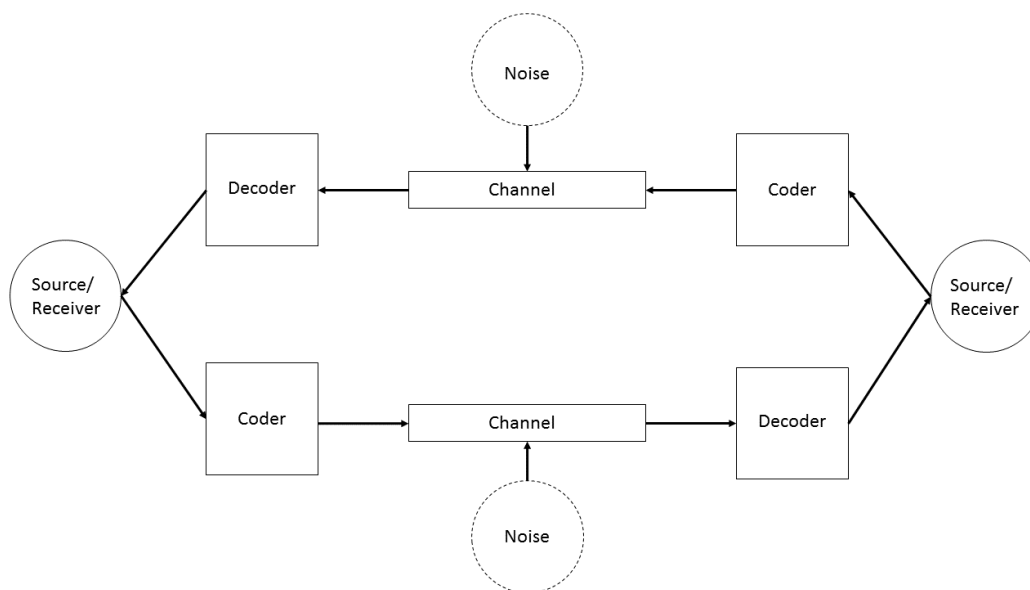 Noise
Decoder
Channel
Coder
Source/
Receiver
Source/
Receiver
Coder
Channel
Decoder
Noise